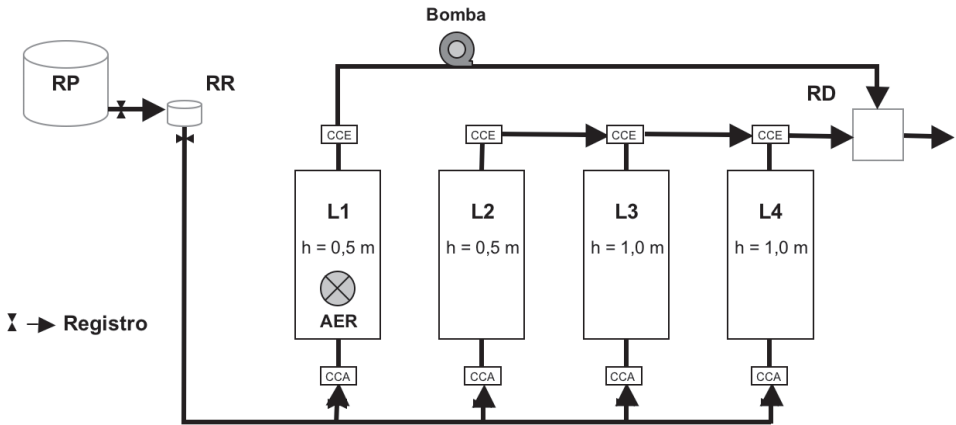 Bomba
RP
RR
RD
CCE
CCE
CCE
CCE
L1
L2
L3
L4
h = 0,5 m
h = 0,5 m
h = 1,0 m
h = 1,0 m
AER
Registro
CCA
CCA
CCA
CCA